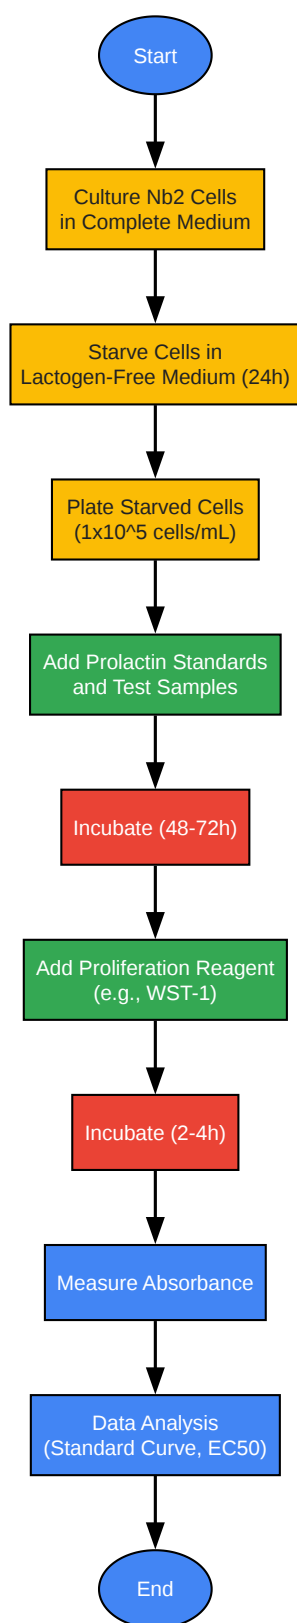 Start
Culture Nb2 Cells
in Complete Medium
Starve Cells in
Lactogen-Free Medium (24h)
Plate Starved Cells
(1x10^5 cells/mL)
Add Prolactin Standards
and Test Samples
Incubate (48-72h)
Add Proliferation Reagent
(e.g., WST-1)
Incubate (2-4h)
Measure Absorbance
Data Analysis
(Standard Curve, EC50)
End